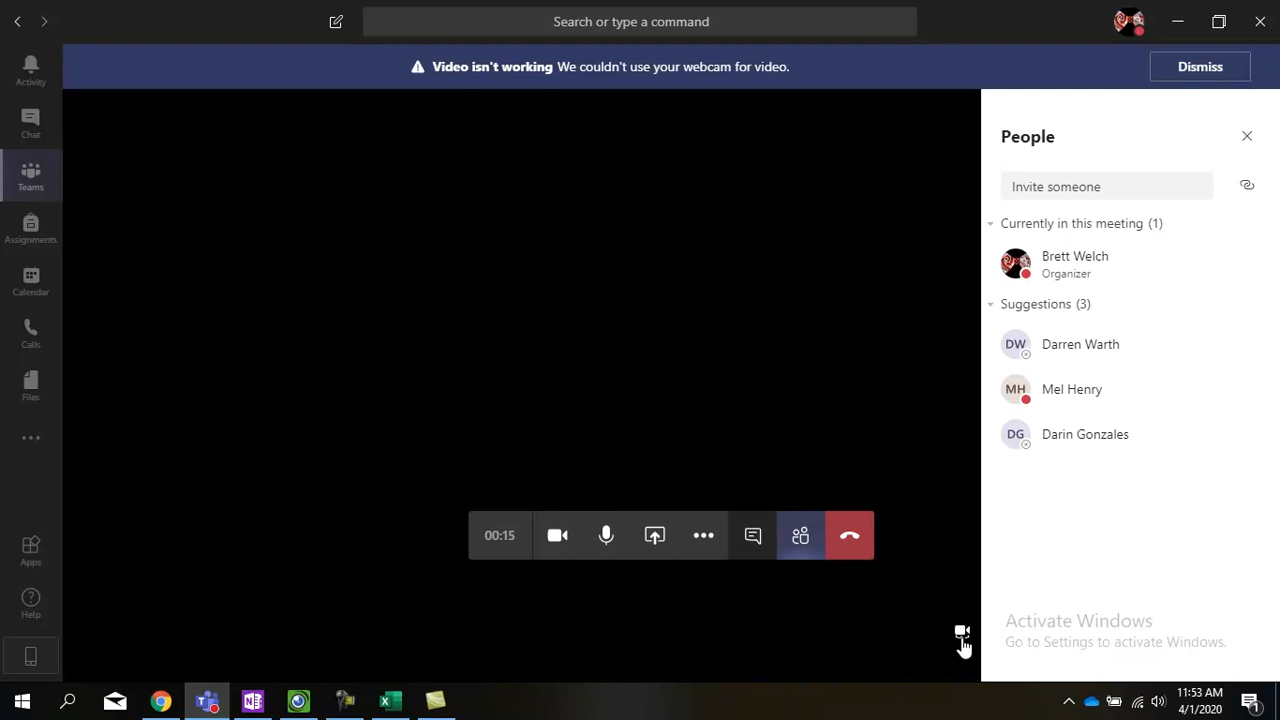 Search or type a command
Video isn't working We couldn't use your webcam for video.
Dismiss
Activity
Chat
Teams
Assignments
Calendar
Calls
Files
Apps
Help
People
Invite someone
Currently in this meeting (1)
Brett Welch
Organizer
Suggestions (3)
DW Darren Warth
MH Mel Henry
DG Darin Gonzales
00:15
Activate Windows
Go to Settings to activate Windows.
11:53 AM
4/1/2020
1